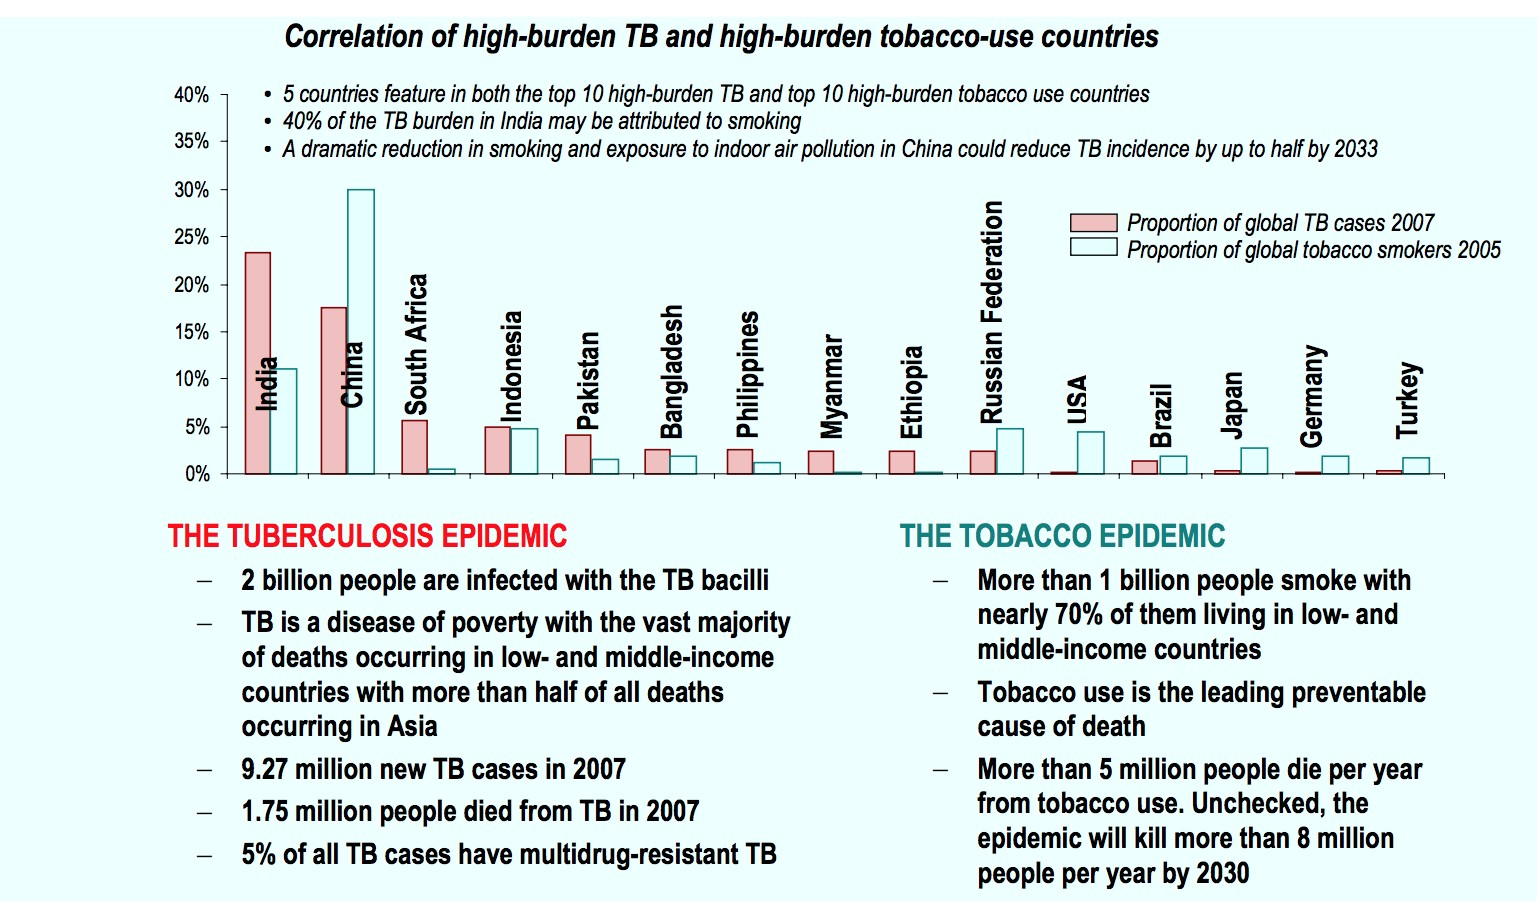 Correlation of high-burden TB and high-burden tobacco-use countries
• 5 countries feature in both the top 10 high-burden TB and top 10 high-burden tobacco use countries
• 40% of the TB burden in India may be attributed to smoking
• A dramatic reduction in smoking and exposure to indoor air pollution in China could reduce TB incidence by up to half by 2033
40%
35%
30%
25%
20%
15%
10%
5%
0%
Proportion of global TB cases 2007
Proportion of global tobacco smokers 2005
India
China
South Africa
Indonesia
Pakistan
Bangladesh
Philippines
Myanmar
Ethiopia
Russian Federation
USA
Brazil
Japan
Germany
Turkey
THE TUBERCULOSIS EPIDEMIC
– 2 billion people are infected with the TB bacilli
– TB is a disease of poverty with the vast majority
of deaths occurring in low- and middle-income
countries with more than half of all deaths
occurring in Asia
– 9.27 million new TB cases in 2007
– 1.75 million people died from TB in 2007
– 5% of all TB cases have multidrug-resistant TB
THE TOBACCO EPIDEMIC
– More than 1 billion people smoke with
nearly 70% of them living in low- and
middle-income countries
– Tobacco use is the leading preventable
cause of death
– More than 5 million people die per year
from tobacco use. Unchecked, the
epidemic will kill more than 8 million
people per year by 2030